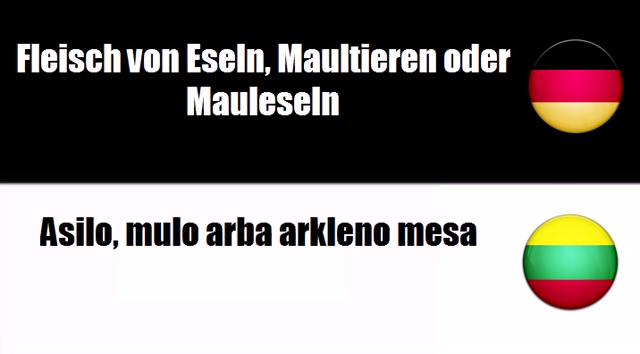 Fleisch von Eseln, Maultieren oder
Mauleseln
Asilo, mulo arba arkleno mesa